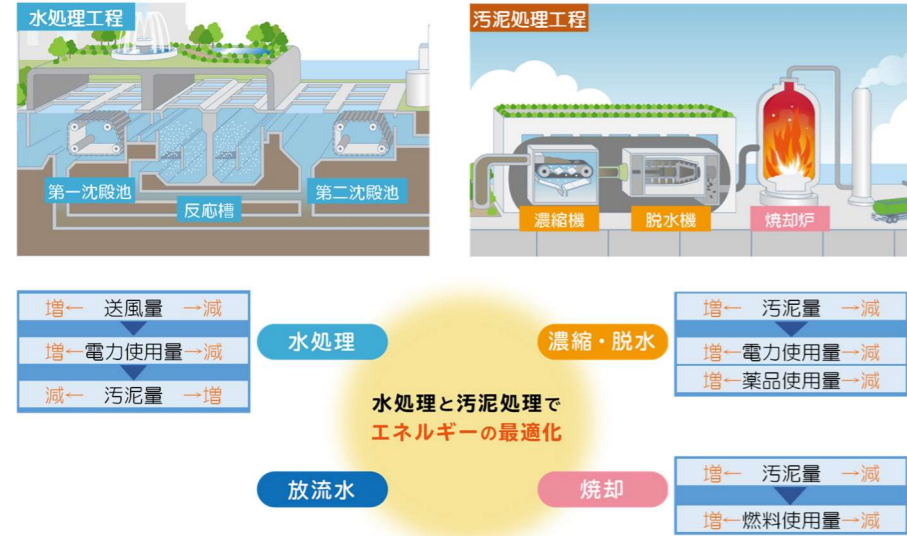 水処理工程
第一沈殿池
反応槽
第二沈殿池
汚泥処理工程
濃縮機
脱水機
焼却炉
増← 送風量 →減
増←電力使用量→減
減← 汚泥量 →増
水処理
濃縮・脱水
増← 汚泥量 →減
増←電力使用量→減
増←薬品使用量→減
水処理と汚泥処理で
エネルギーの最適化
放流水
焼却
増← 汚泥量 →減
増←燃料使用量→減